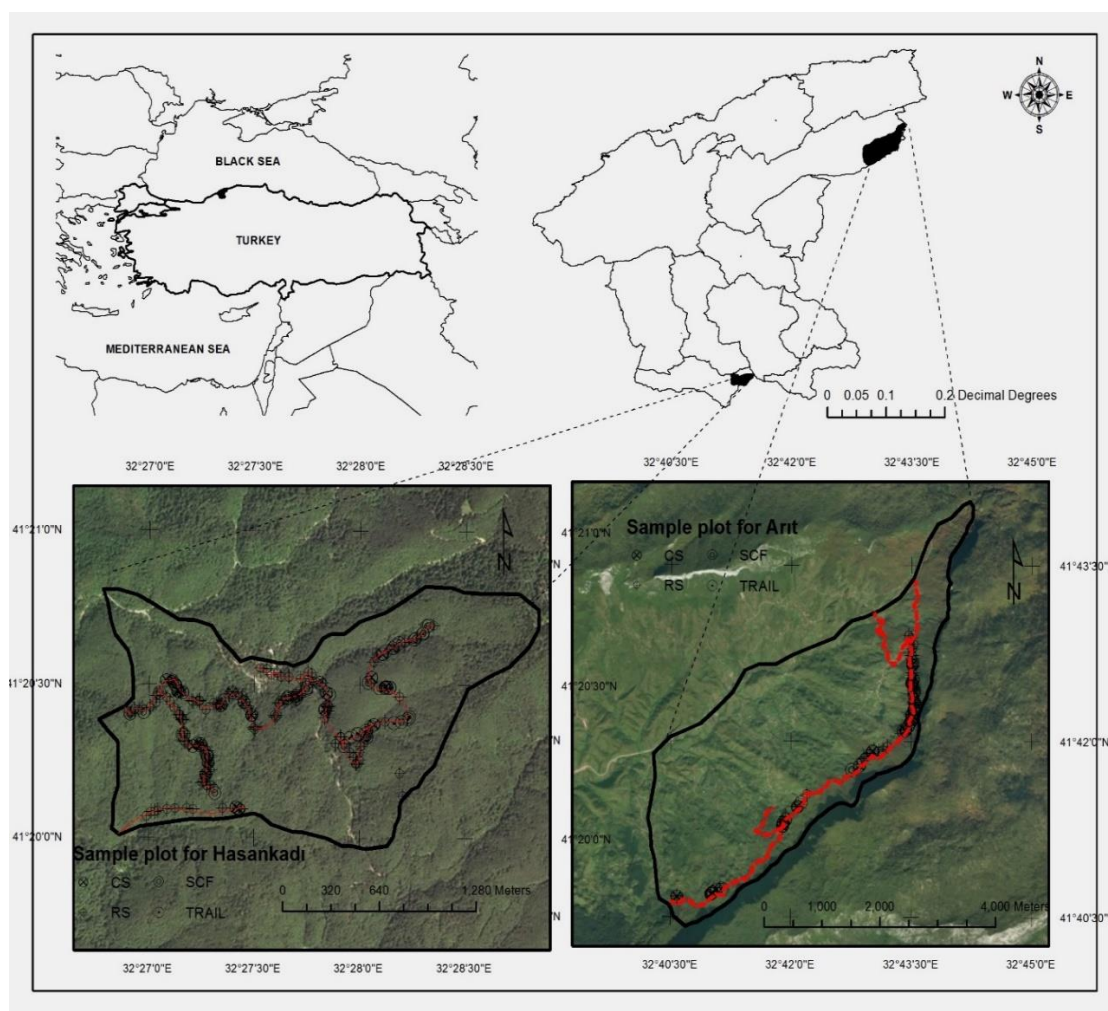 N
W E
S
BLACK SEA
TURKEY
MEDITERRANEAN SEA
0 0.05 0.1 0.2 Decimal Degrees
32°27'0"E 32°27'30"E 32°28'0"E 32°28'30"E
41°21'0"N
41°20'30"N
41°20'0"N
N
Sample plot for Hasankadı
CS SCF
RS TRAIL
0 320 640 1,280 Meters
32°27'0"E 32°27'30"E 32°28'0"E 32°28'30"E
32°40'30"E 32°42'0"E 32°43'30"E 32°45'0"E
41°21'0"N
41°20'30"N
41°20'0"N
Sample plot for Arıt
CS SCF
RS TRAIL
N
41°43'30"N
41°42'0"N
41°40'30"N
0 1,000 2,000 4,000 Meters
32°40'30"E 32°42'0"E 32°43'30"E 32°45'0"E